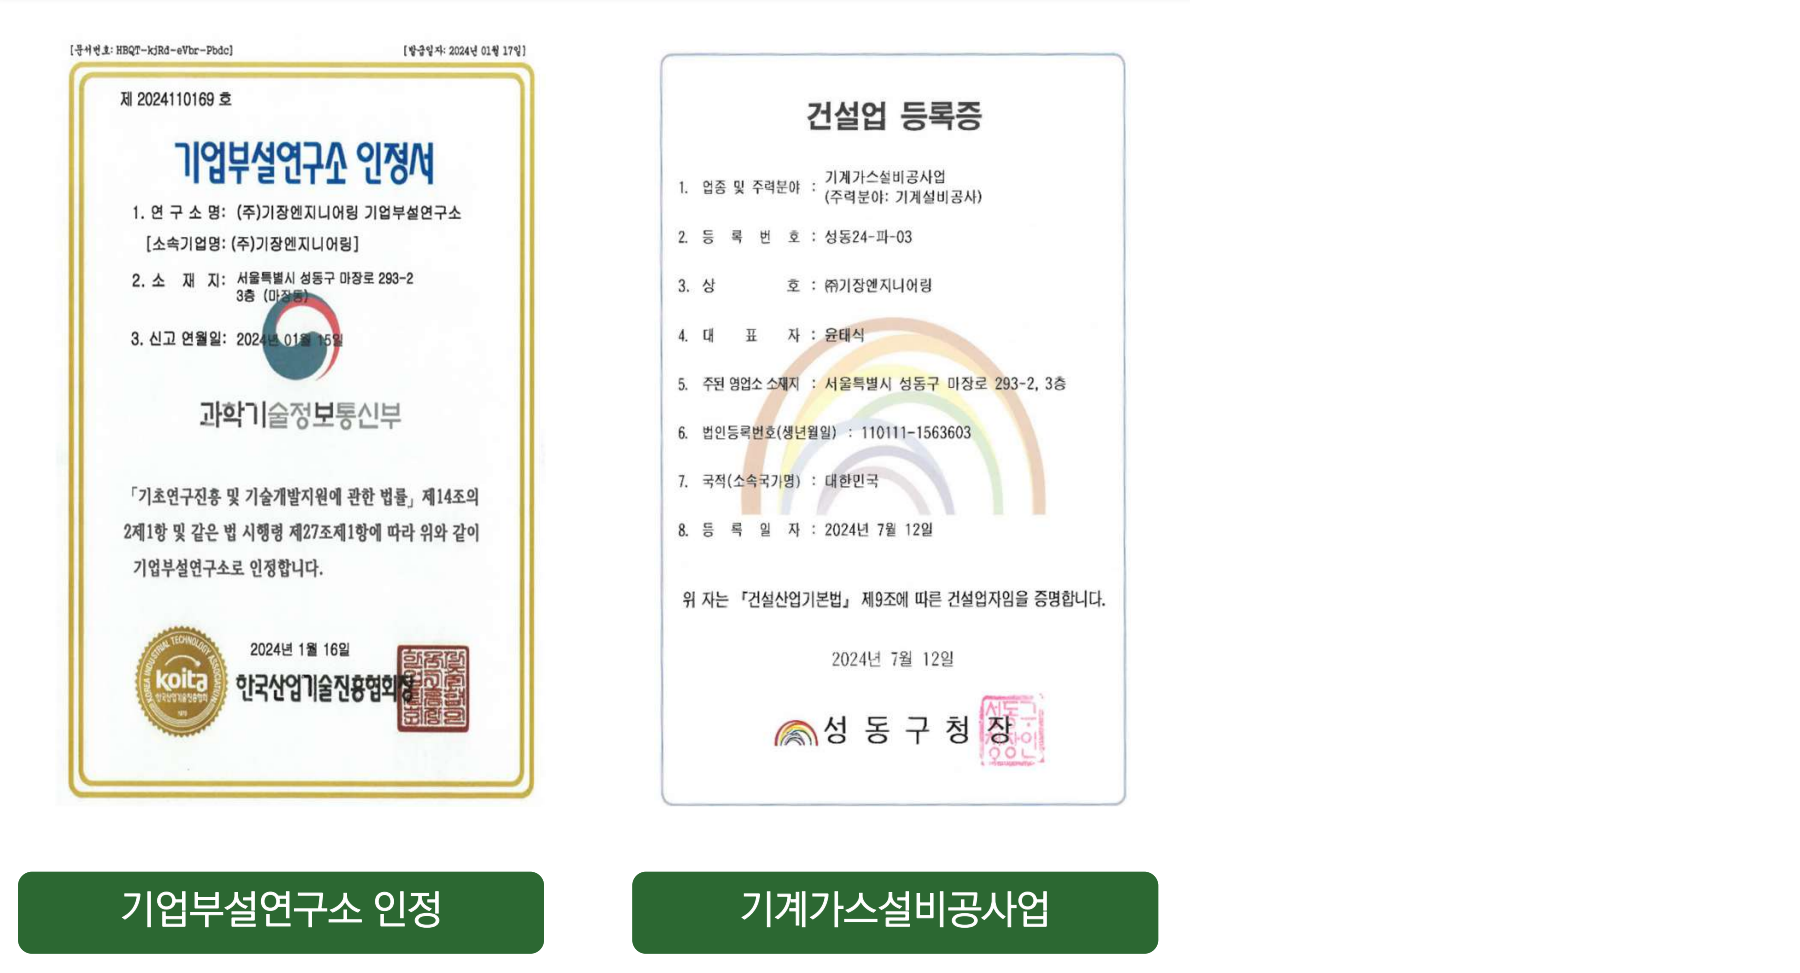 [문서번호: HBQT-kjRd-eVbr-Pbdc]
[발급일자: 2024년 01월 17일]
제 2024110169 호
기업부설연구소 인정서
1. 연 구 소 명: (주)기장엔지니어링 기업부설연구소
[소속기업명: (주)기장엔지니어링]
2. 소 재 지: 서울특별시 성동구 마장로 293-2
3층 (마장동)
3. 신고 연월일: 2024년 01월 15일
과학기술정보통신부
「기초연구진흥 및 기술개발지원에 관한 법률」 제14조의
2제1항 및 같은 법 시행령 제27조제1항에 따라 위와 같이
기업부설연구소로 인정합니다.
2024년 1월 16일
KOREA INDUSTRIAL TECHNOLOGY ASSOCIATION
koita
한국산업기술진흥협회
한국산업기술진흥협회장
기업부설연구소 인정
건설업 등록증
1. 업종 및 주력분야 : 기계가스설비공사업
(주력분야: 기계설비공사)
2. 등 록 번 호 : 성동24-파-03
3. 상 호 : ㈜기장엔지니어링
4. 대 표 자 : 윤태식
5. 주된 영업소 소재지 : 서울특별시 성동구 마장로 293-2, 3층
6. 법인등록번호(생년월일) : 110111-1563603
7. 국적(소속국가명) : 대한민국
8. 등 록 일 자 : 2024년 7월 12일
위 자는 『건설산업기본법』 제9조에 따른 건설업자임을 증명합니다.
2024년 7월 12일
성 동 구 청 장
기계가스설비공사업